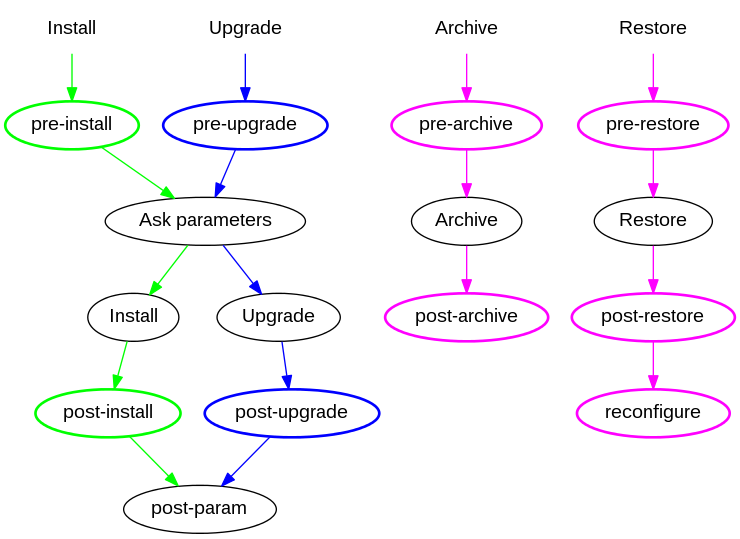 Install
Upgrade
Archive
Restore
pre-install
pre-upgrade
pre-archive
pre-restore
Ask parameters
Archive
Restore
Install
Upgrade
post-archive
post-restore
post-install
post-upgrade
reconfigure
post-param